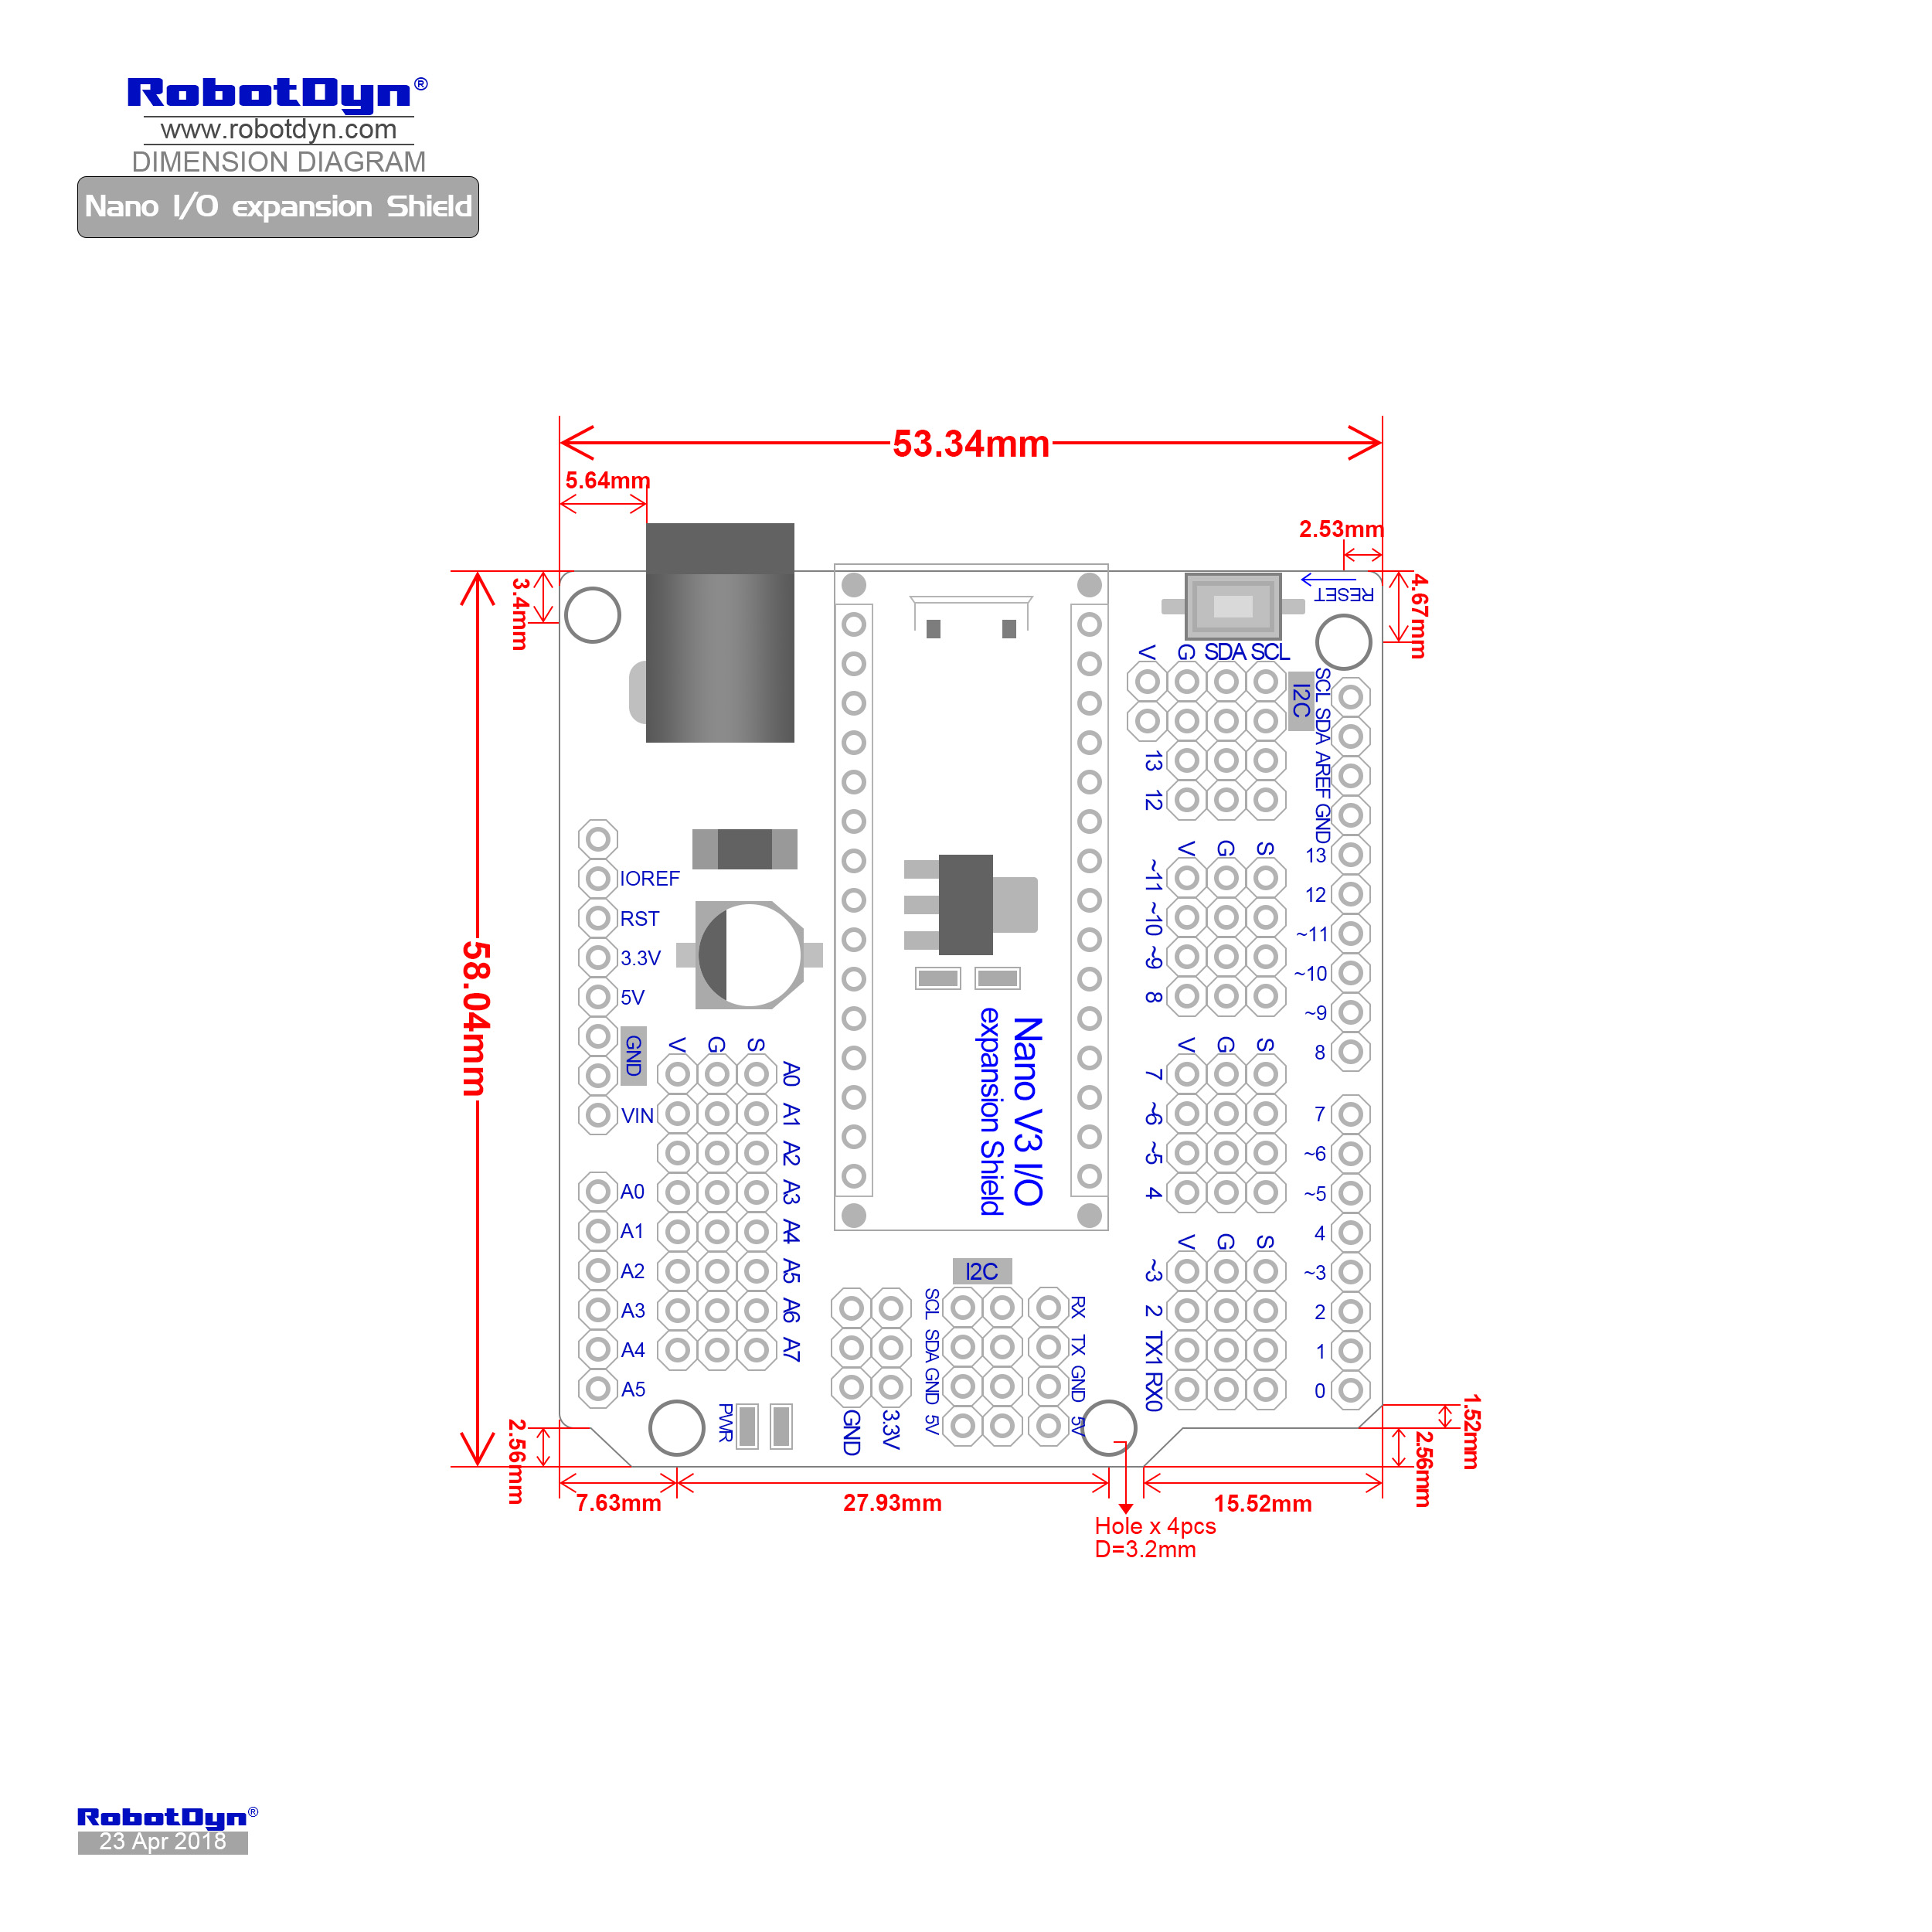 RobotDyn®
www.robotdyn.com
DIMENSION DIAGRAM
Nano I/O expansion Shield
53.34mm
5.64mm
2.53mm
3.4mm
4.67mm
58.04mm
RESET
V G SDA SCL
I2C
13
12
SCL
SDA
AREF
GND
13
12
~11
~10
~9
8
7
~6
~5
4
~3
2
1
0
IOREF
RST
3.3V
5V
GND
VIN
A0
A1
A2
A3
A4
A5
V G S
A0
A1
A2
A3
A4
A5
A6
A7
V G S
~11
~10
~9
8
V G S
7
~6
~5
4
V G S
~3
2
TX1
RX0
Nano V3 I/O
expansion Shield
I2C
SCL
SDA
GND
5V
RX
TX
GND
5V
GND
3.3V
PWR
2.56mm
1.52mm
2.56mm
7.63mm
27.93mm
15.52mm
Hole x 4pcs
D=3.2mm
RobotDyn®
23 Apr 2018